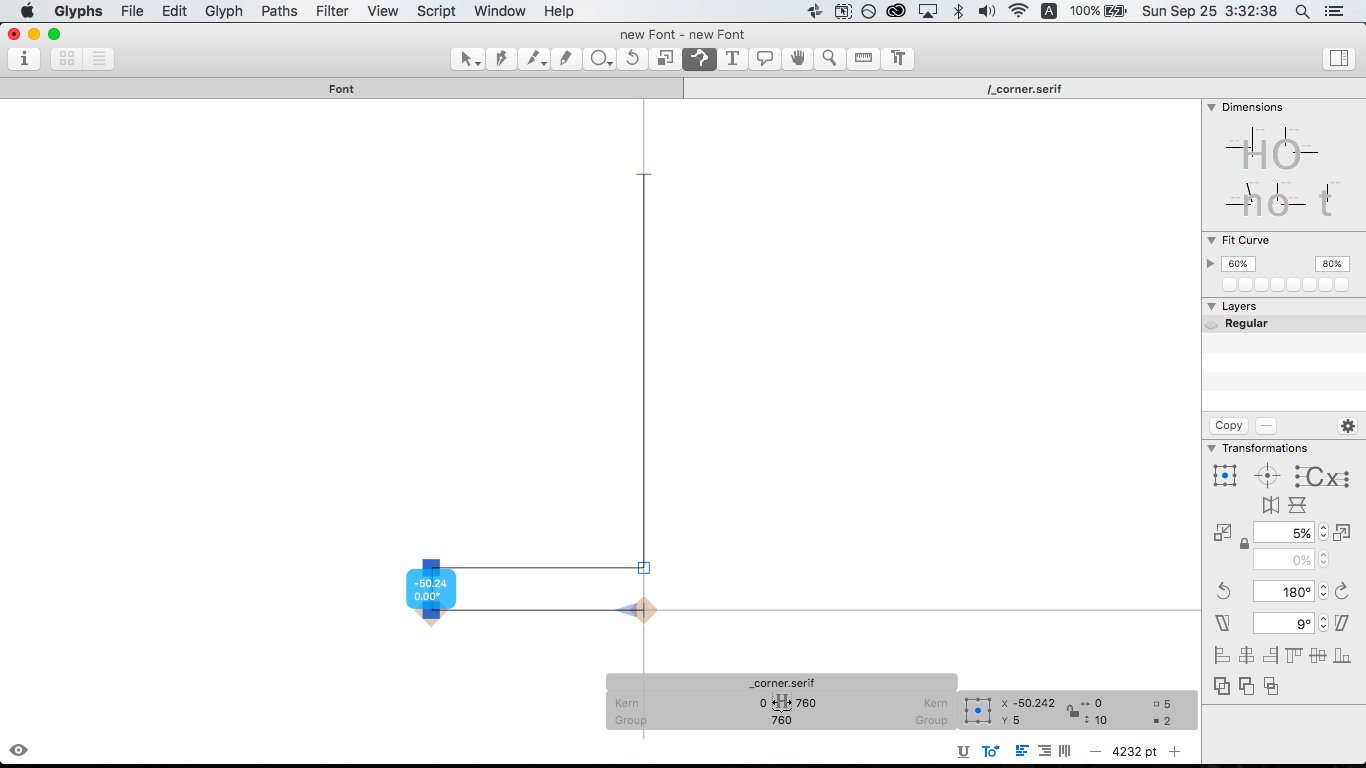 Glyphs File Edit Glyph Paths Filter View Script Window Help A 100% Sun Sep 25 3:32:38
new Font - new Font
Font /_corner.serif
Dimensions
HO
no t
Fit Curve
60% 80%
Layers
Regular
Copy
Transformations
Cx
5%
0%
180°
9°
-50.24
0.00°
_corner.serif
Kern 0 H 760 Kern
Group 760 Group
X -50.242 0 5
Y 5 10 2
4232 pt